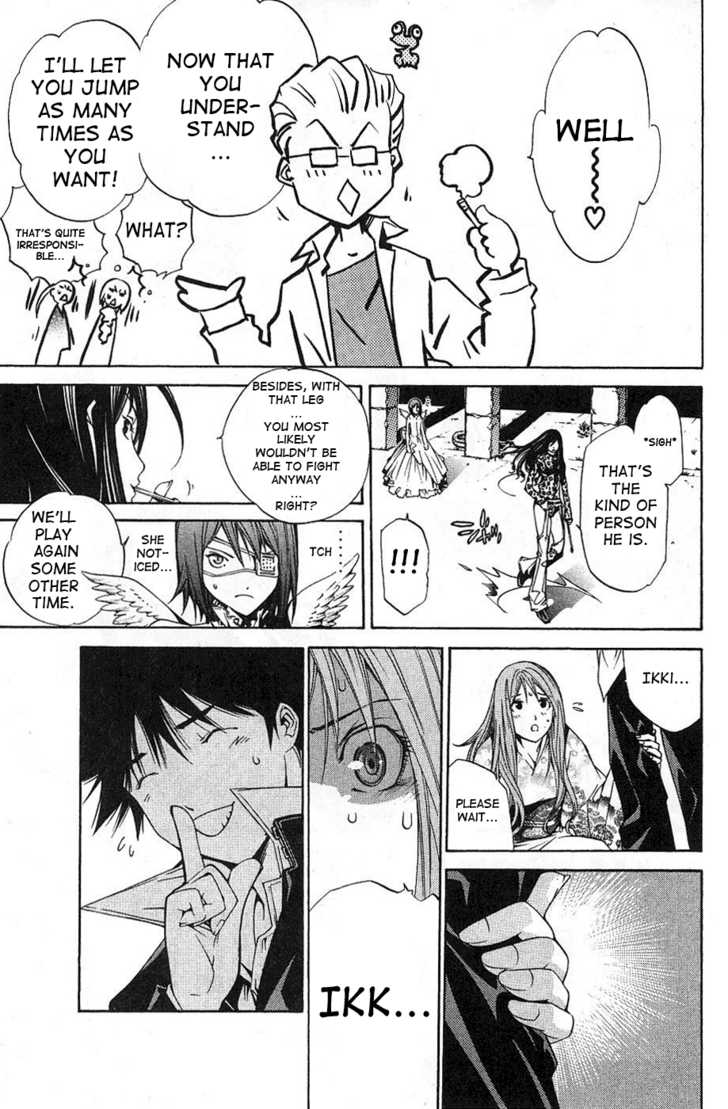 WELL
NOW THAT
YOU
UNDER-
STAND
...
I'LL LET
YOU JUMP
AS MANY
TIMES AS
YOU
WANT!
WHAT?
THAT'S QUITE
IRRESPONSI-
BLE...
*SIGH*
THAT'S
THE
KIND OF
PERSON
HE IS.
!!!
BESIDES, WITH
THAT LEG
...
YOU MOST
LIKELY
WOULDN'T BE
ABLE TO FIGHT
ANYWAY
...
RIGHT?
TCH
SHE
NOT-
ICED...
WE'LL
PLAY
AGAIN
SOME
OTHER
TIME.
IKKI...
PLEASE
WAIT...
IKK...